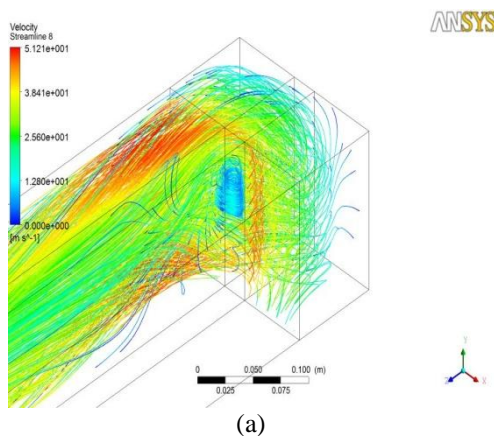 Velocity
Streamline 8
5.121e+001
3.841e+001
2.560e+001
1.280e+001
0.000e+000
[m s^-1]
ANSYS
0 0.050 0.100 (m)
0.025 0.075
Y
Z X
(a)